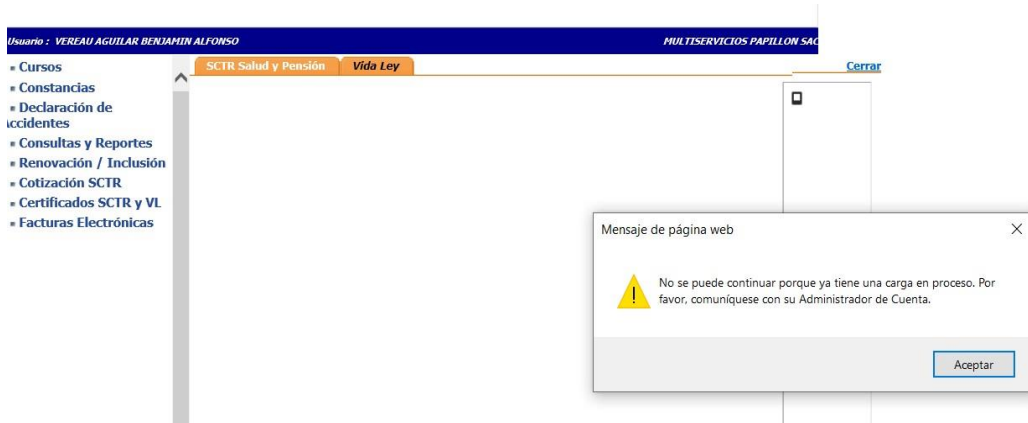 Usuario : VEREAU AGUILAR BENJAMIN ALFONSO
MULTISERVICIOS PAPILLON SAC
Cursos
Constancias
Declaración de
Accidentes
Consultas y Reportes
Renovación / Inclusión
Cotización SCTR
Certificados SCTR y VL
Facturas Electrónicas
SCTR Salud y Pensión
Vida Ley
Cerrar
Mensaje de página web
No se puede continuar porque ya tiene una carga en proceso. Por
favor, comuníquese con su Administrador de Cuenta.
Aceptar